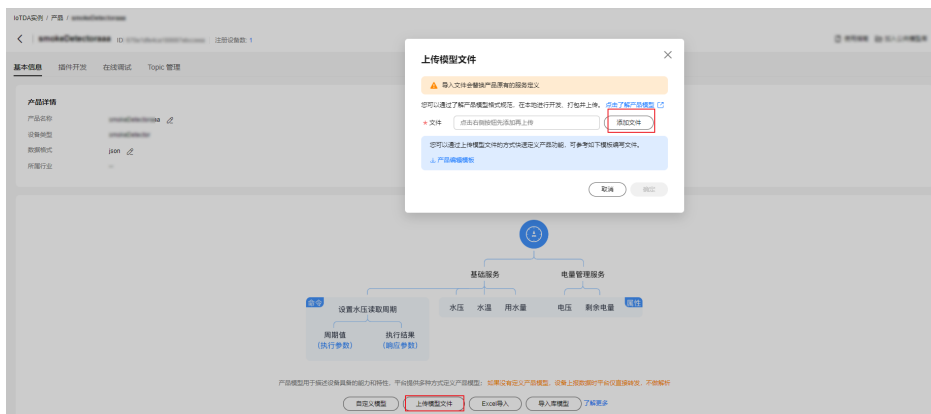 IoTDA实例 / 产品 /
ID:
注册设备数: 1
基本信息
插件开发
在线调试
Topic 管理
产品详情
产品名称
设备类型
数据格式
json
所属行业
上传模型文件
导入文件会替换产品原有的服务定义
您可以通过了解产品模型格式规范，在本地进行开发、打包并上传。 点击了解产品模型
* 文件
点击右侧按钮先添加再上传
添加文件
您可以通过上传模型文件的方式快速定义产品功能，可参考如下模板编写文件。
产品编辑模板
取消
确定
基础服务
电量管理服务
命令
设置水压读取周期
周期值
(执行参数)
执行结果
(响应参数)
水压
水温
用水量
电压
剩余电量
属性
产品模型用于描述设备具备的能力和特性，平台提供多种方式定义产品模型；如果没有定义产品模型，设备上报数据时平台仅直接转发，不做解析
自定义模型
上传模型文件
Excel导入
导入库模型
了解更多